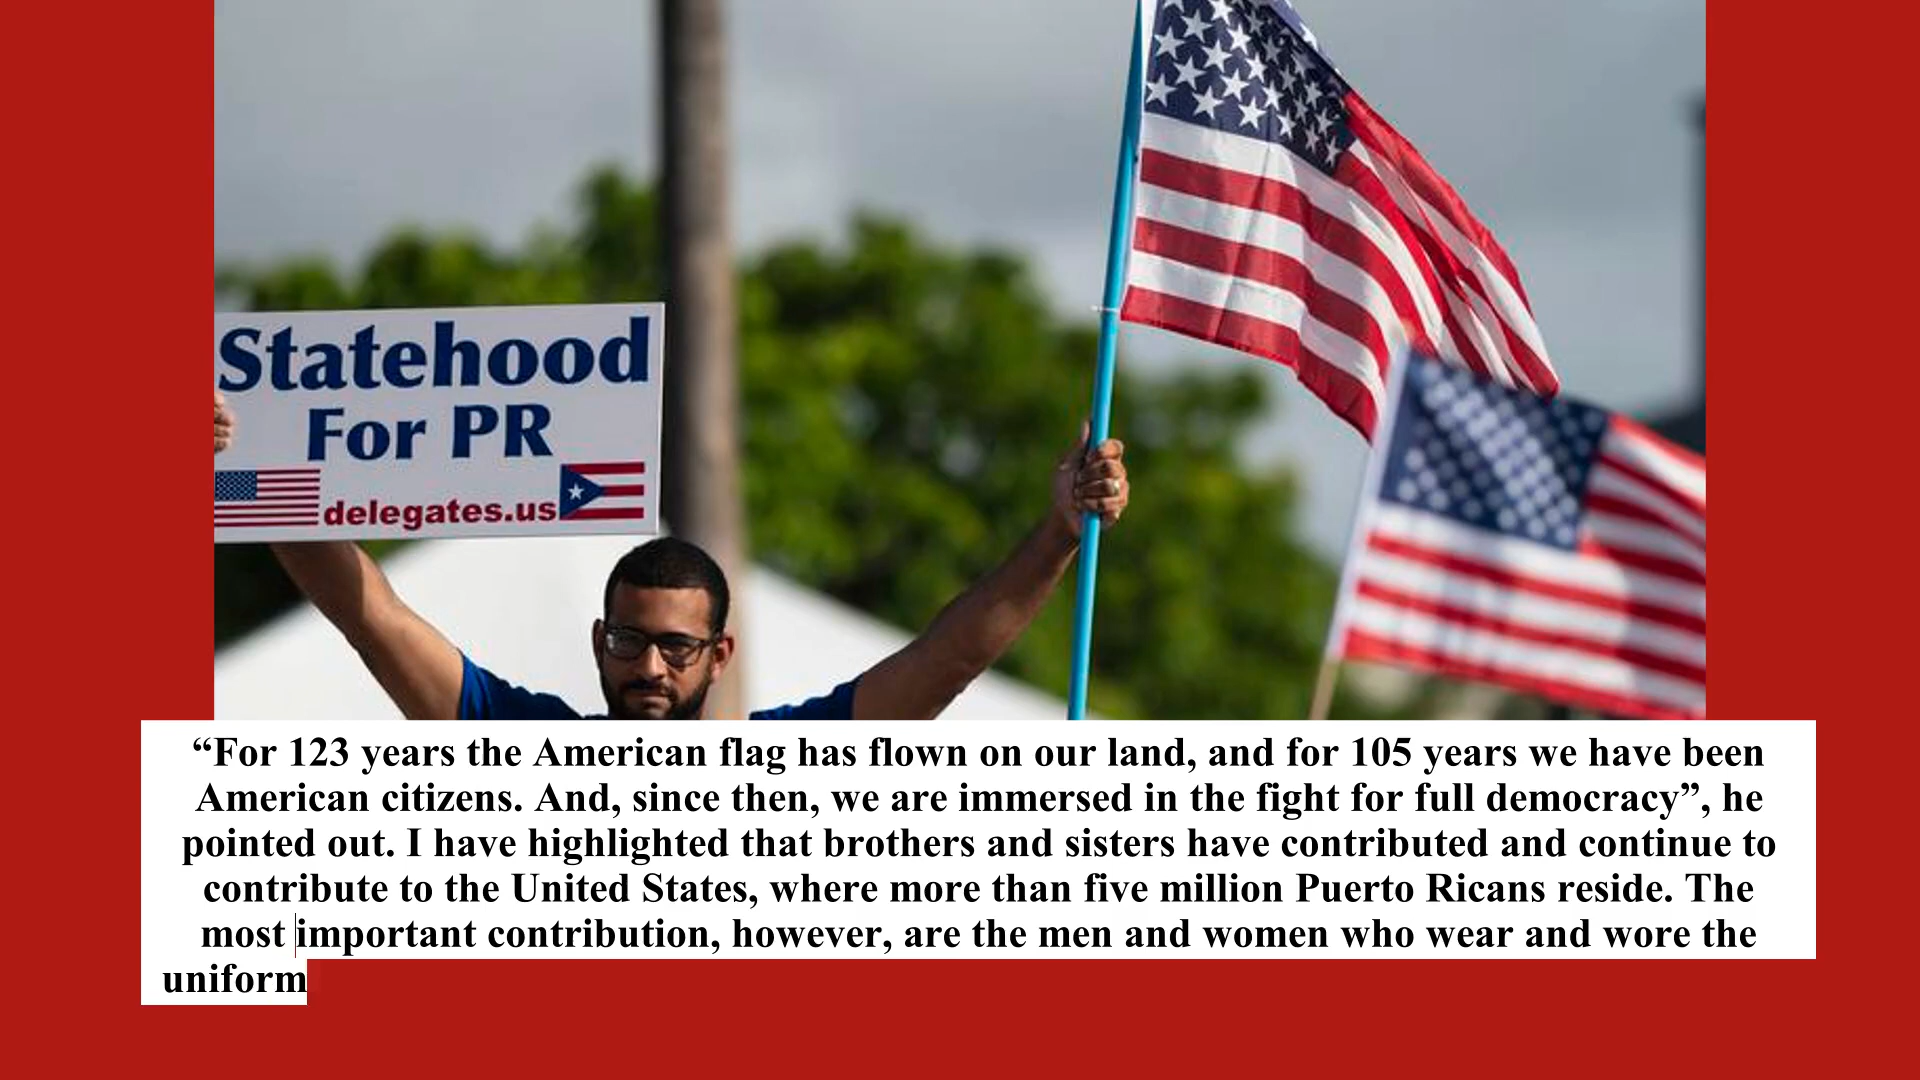 Statehood
For PR
delegates.us
“For 123 years the American flag has flown on our land, and for 105 years we have been
American citizens. And, since then, we are immersed in the fight for full democracy”, he
pointed out. I have highlighted that brothers and sisters have contributed and continue to
contribute to the United States, where more than five million Puerto Ricans reside. The
most important contribution, however, are the men and women who wear and wore the
uniform